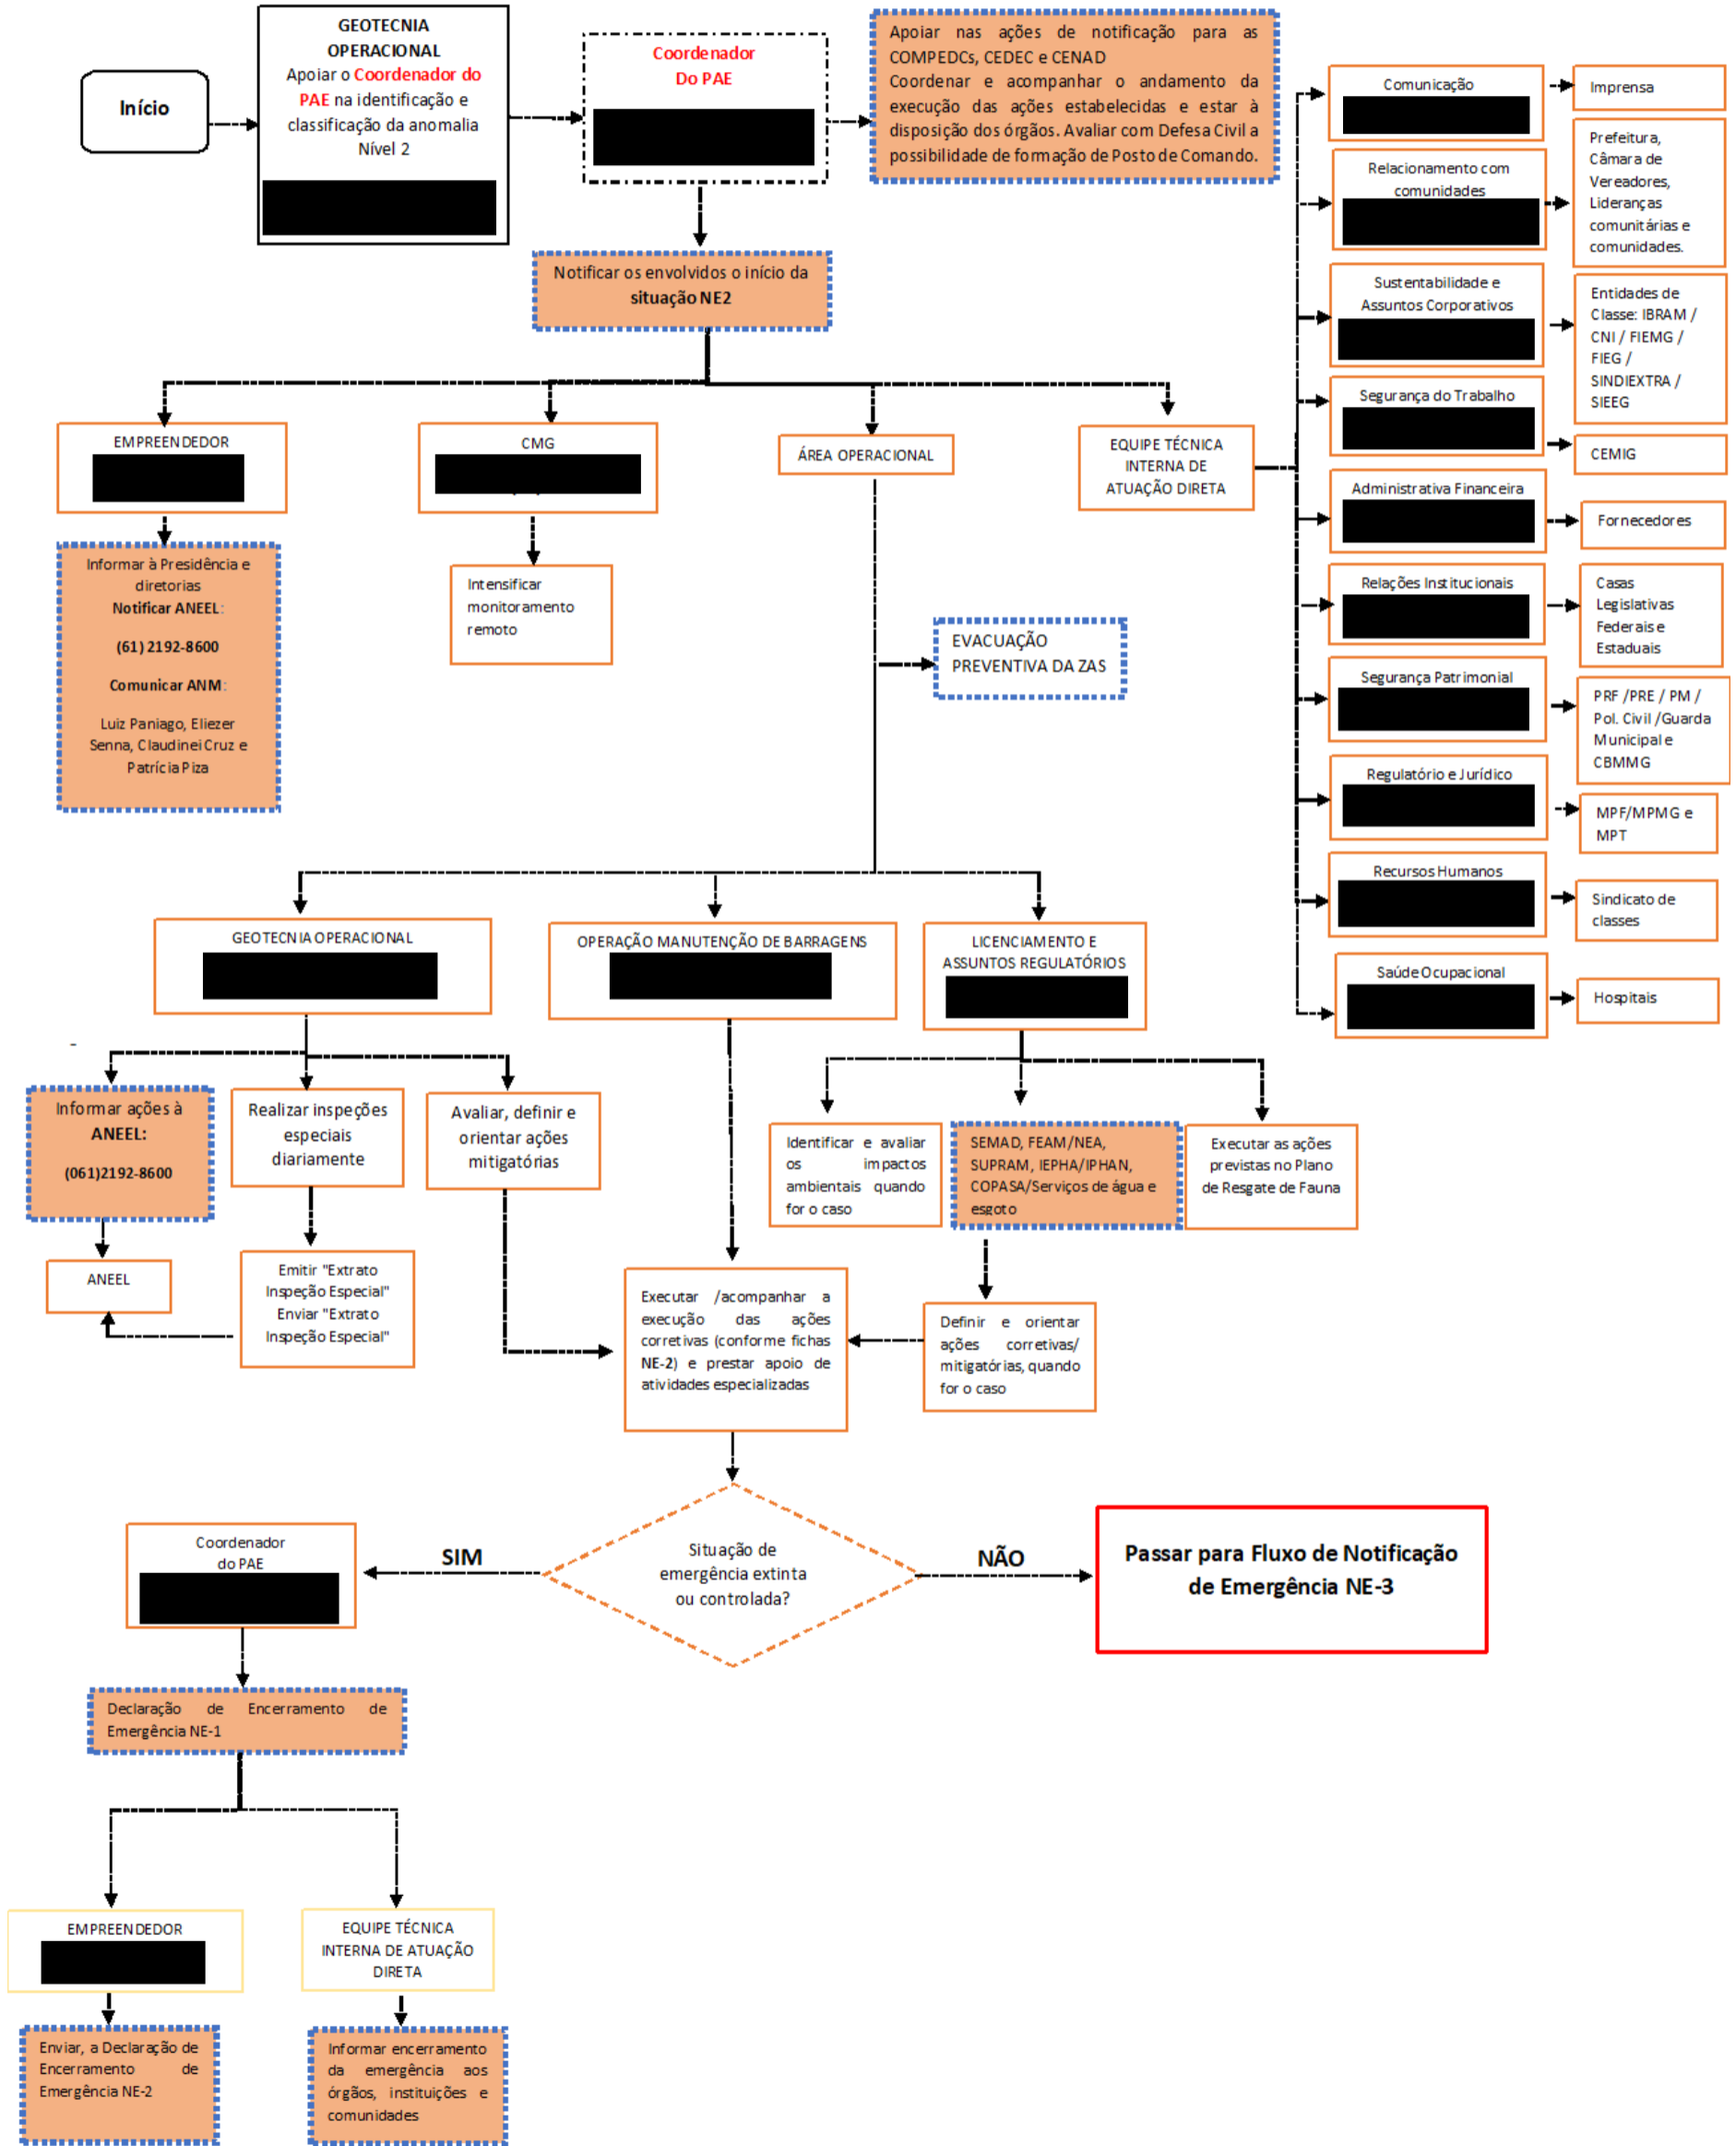 Início
GEOTECNIA
OPERACIONAL
Apoiar o Coordenador do
PAE na identificação e
classificação da anomalia
Nível 2
Coordenador
Do PAE
Apoiar nas ações de notificação para as
COMPEDCs, CEDEC e CENAD
Coordenar e acompanhar o andamento da
execução das ações estabelecidas e estar à
disposição dos órgãos. Avaliar com Defesa Civil a
possibilidade de formação de Posto de Comando.
Notificar os envolvidos o início da
situação NE2
EMPREENDEDOR
Informar à Presidência e
diretorias
Notificar ANEEL:
(61) 2192-8600
Comunicar ANM:
Luiz Paniago, Eliezer
Senna, Claudinei Cruz e
Patrícia Piza
CMG
Intensificar
monitoramento
remoto
ÁREA OPERACIONAL
EVACUAÇÃO
PREVENTIVA DA ZAS
EQUIPE TÉCNICA
INTERNA DE
ATUAÇÃO DIRETA
Comunicação
Imprensa
Relacionamento com
comunidades
Prefeitura,
Câmara de
Vereadores,
Lideranças
comunitárias e
comunidades.
Sustentabilidade e
Assuntos Corporativos
Entidades de
Classe: IBRAM /
CNI / FIEMG /
FIEG /
SINDIEXTRA /
SIEEG
Segurança do Trabalho
CEMIG
Administrativa Financeira
Fornecedores
Relações Institucionais
Casas
Legislativas
Federais e
Estaduais
Segurança Patrimonial
PRF /PRE / PM /
Pol. Civil /Guarda
Municipal e
CBMMG
Regulatório e Jurídico
MPF/MPMG e
MPT
Recursos Humanos
Sindicato de
classes
Saúde Ocupacional
Hospitais
GEOTECNIA OPERACIONAL
OPERAÇÃO MANUTENÇÃO DE BARRAGENS
LICENCIAMENTO E
ASSUNTOS REGULATÓRIOS
-
Informar ações à
ANEEL:
(061)2192-8600
ANEEL
Realizar inspeções
especiais
diariamente
Emitir "Extrato
Inspeção Especial"
Enviar "Extrato
Inspeção Especial"
Avaliar, definir e
orientar ações
mitigatórias
Identificar e avaliar
os impactos
ambientais quando
for o caso
SEMAD, FEAM/NEA,
SUPRAM, IEPHA/IPHAN,
COPASA/Serviços de água e
esgoto
Executar as ações
previstas no Plano
de Resgate de Fauna
Executar /acompanhar a
execução das ações
corretivas (conforme fichas
NE-2) e prestar apoio de
atividades especializadas
Definir e orientar
ações corretivas/
mitigatórias, quando
for o caso
Situação de
emergência extinta
ou controlada?
SIM
NÃO
Passar para Fluxo de Notificação
de Emergência NE-3
Coordenador
do PAE
Declaração de Encerramento de
Emergência NE-1
EMPREENDEDOR
EQUIPE TÉCNICA
INTERNA DE ATUAÇÃO
DIRETA
Enviar, a Declaração de
Encerramento de
Emergência NE-2
Informar encerramento
da emergência aos
órgãos, instituições e
comunidades